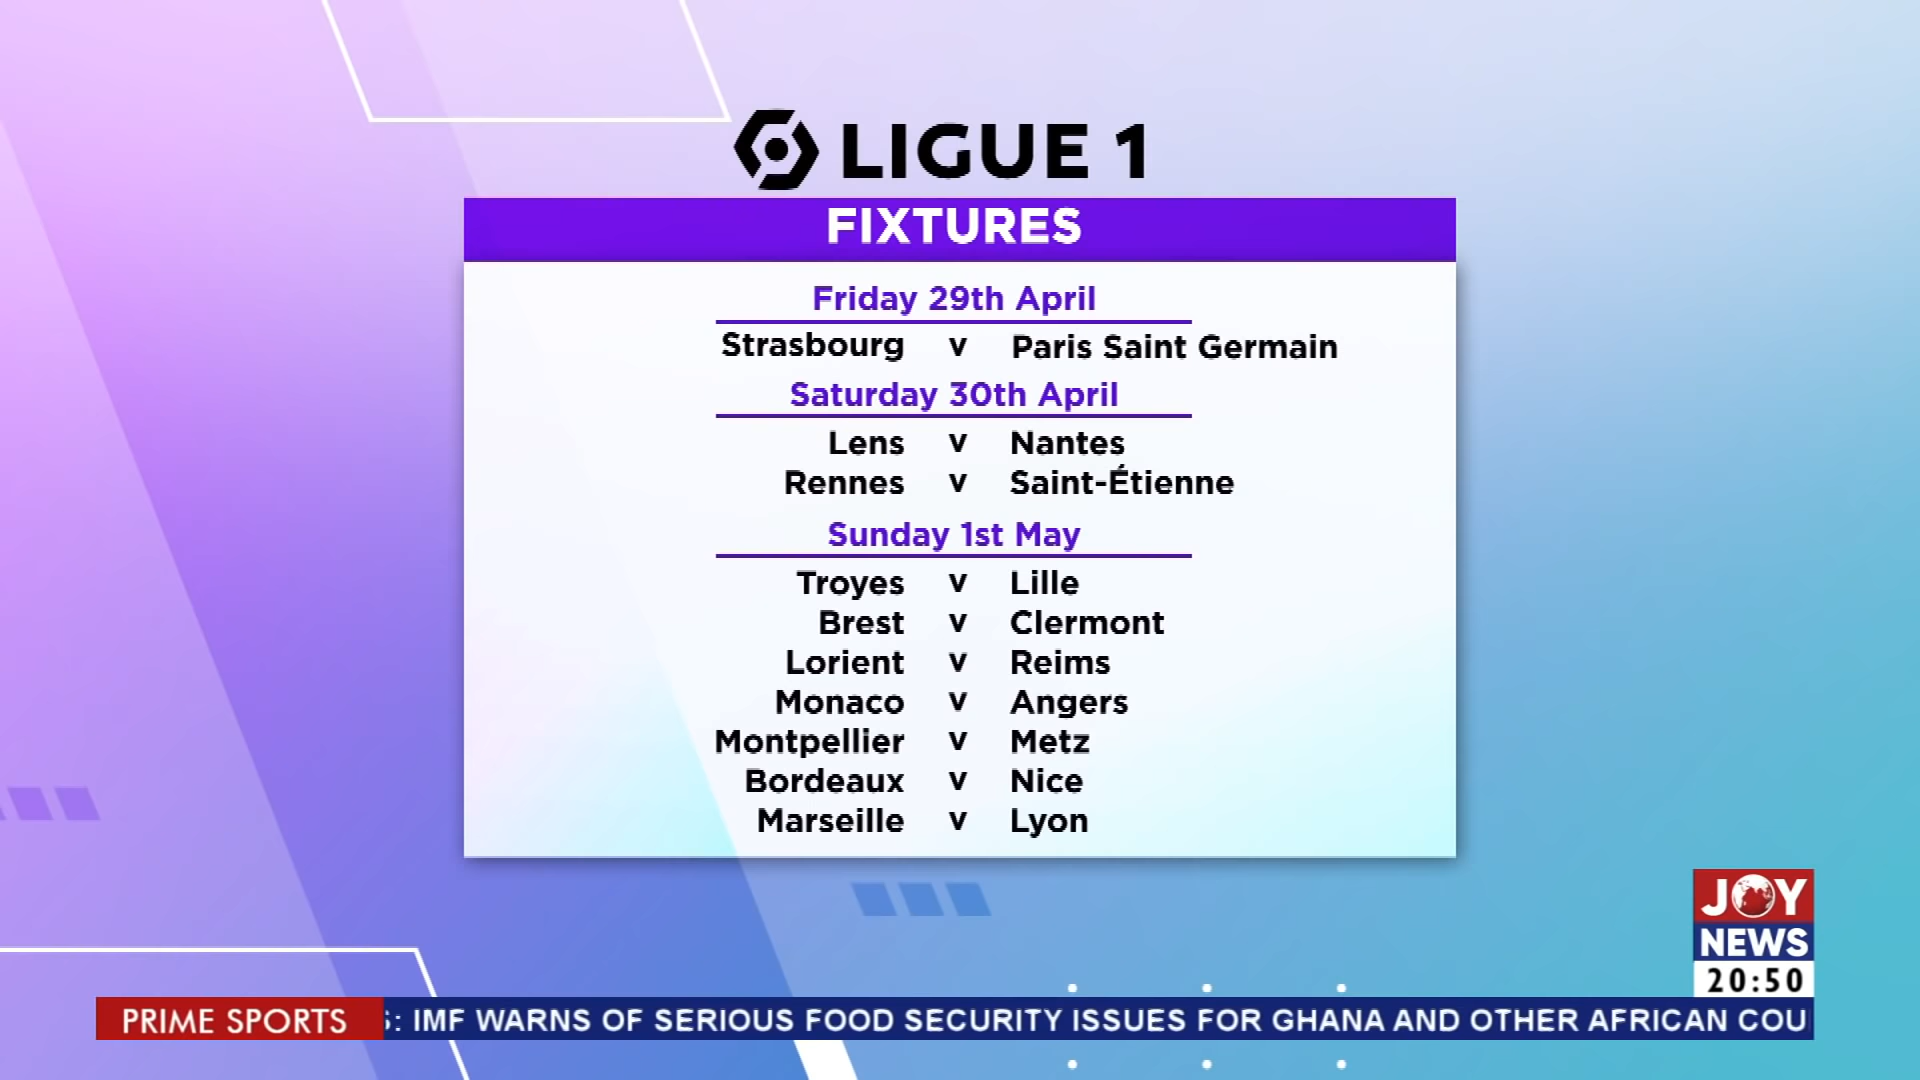 LIGUE 1
FIXTURES
Friday 29th April
Strasbourg v Paris Saint Germain
Saturday 30th April
Lens v Nantes
Rennes v Saint-Étienne
Sunday 1st May
Troyes v Lille
Brest v Clermont
Lorient v Reims
Monaco v Angers
Montpellier v Metz
Bordeaux v Nice
Marseille v Lyon
JOY
NEWS
20:50
PRIME SPORTS : IMF WARNS OF SERIOUS FOOD SECURITY ISSUES FOR GHANA AND OTHER AFRICAN COU